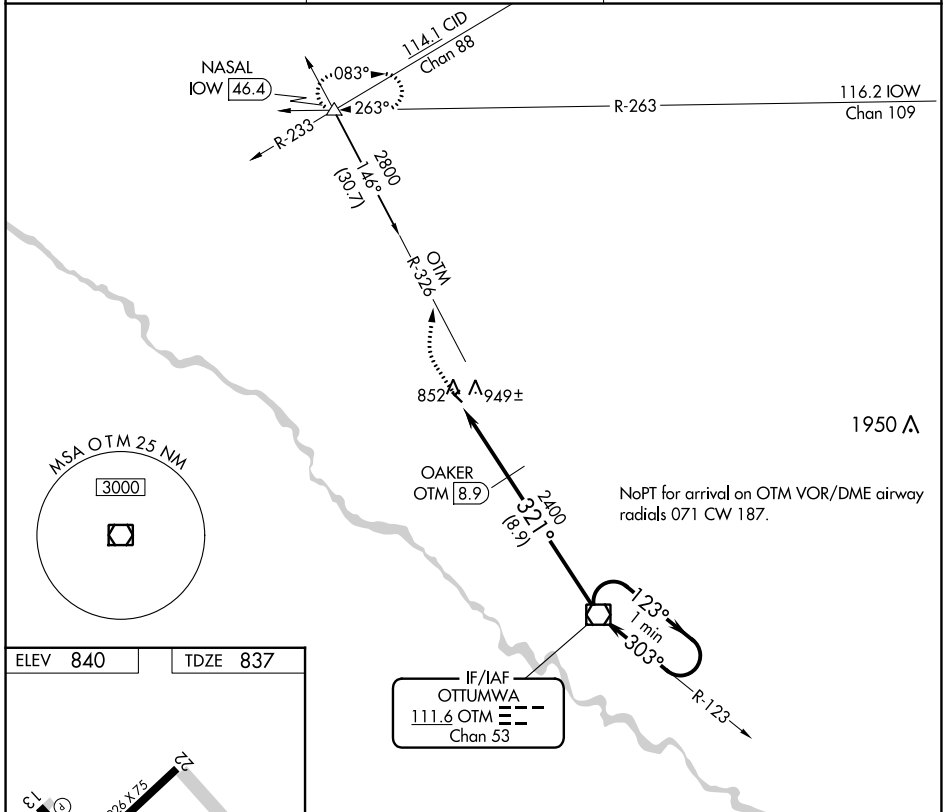 114.1 CID
Chan 88
NASAL
IOW 46.4
083°
263°
R-263
116.2 IOW
Chan 109
R-233
2800
146°
(30.7)
OTM
R-326
852
949±
1950
MSA OTM 25 NM
3000
OAKER
OTM 8.9
2400
321°
(8.9)
NoPT for arrival on OTM VOR/DME airway
radials 071 CW 187.
123°
1 min
303°
R-123
IF/IAF
OTTUMWA
111.6 OTM
Chan 53
ELEV 840
TDZE 837
22
13
P